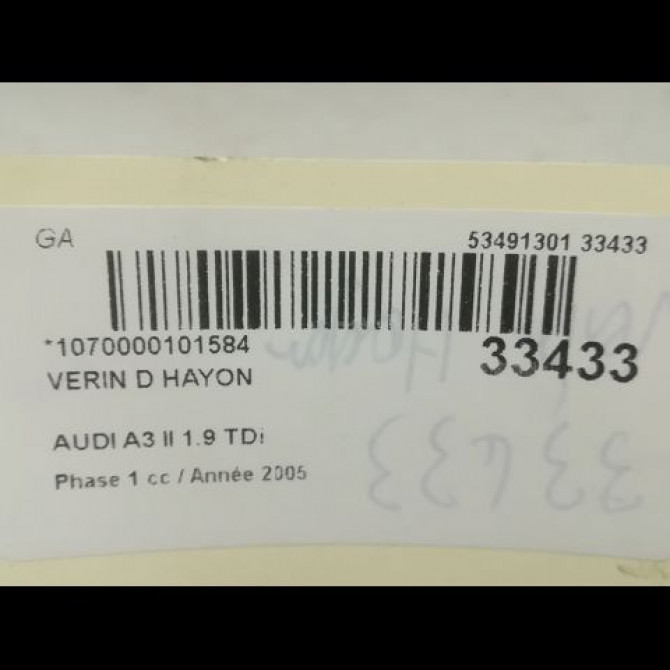 GA 53491301 33433
*1070000101584 33433
VERIN D HAYON
AUDI A3 II 1.9 TDi
Phase 1 cc / Année 2005
33433